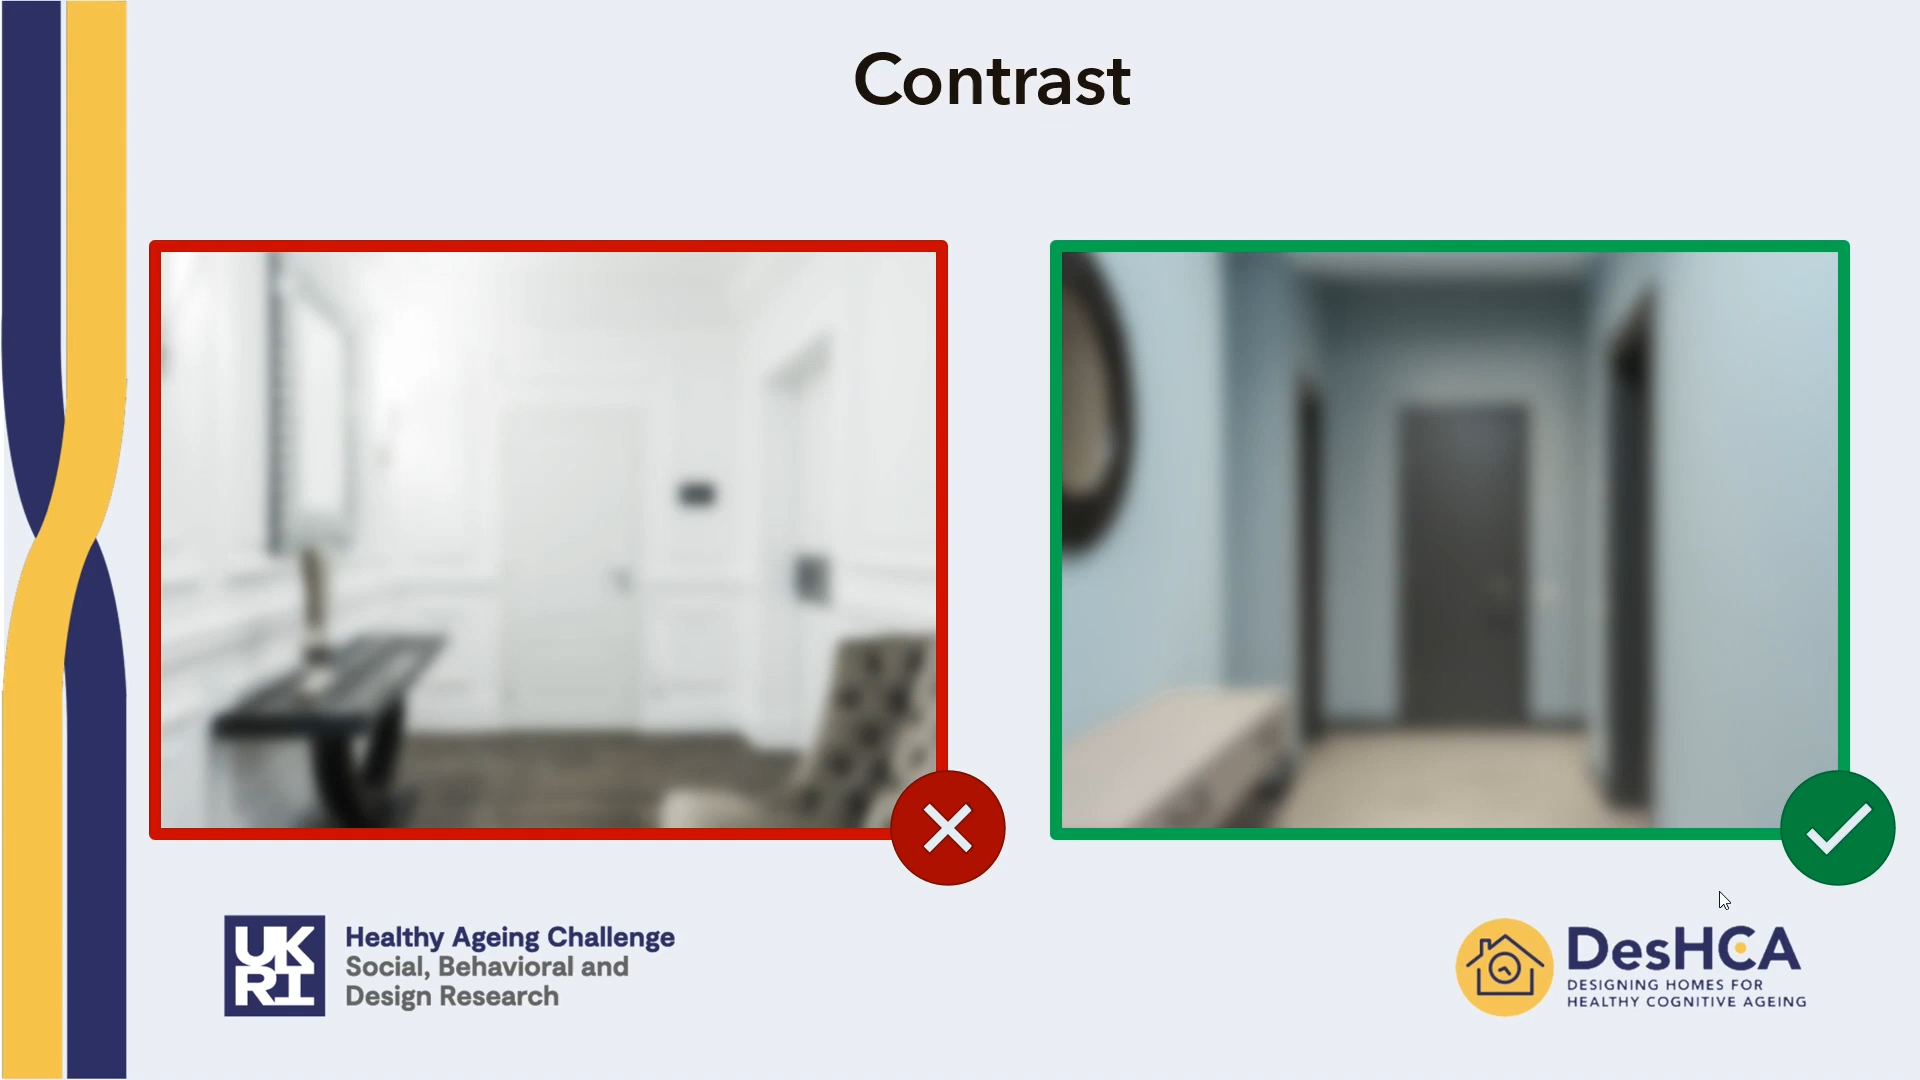 Contrast
UK
RI
Healthy Ageing Challenge
Social, Behavioral and
Design Research
DesHCA
DESIGNING HOMES FOR
HEALTHY COGNITIVE AGEING